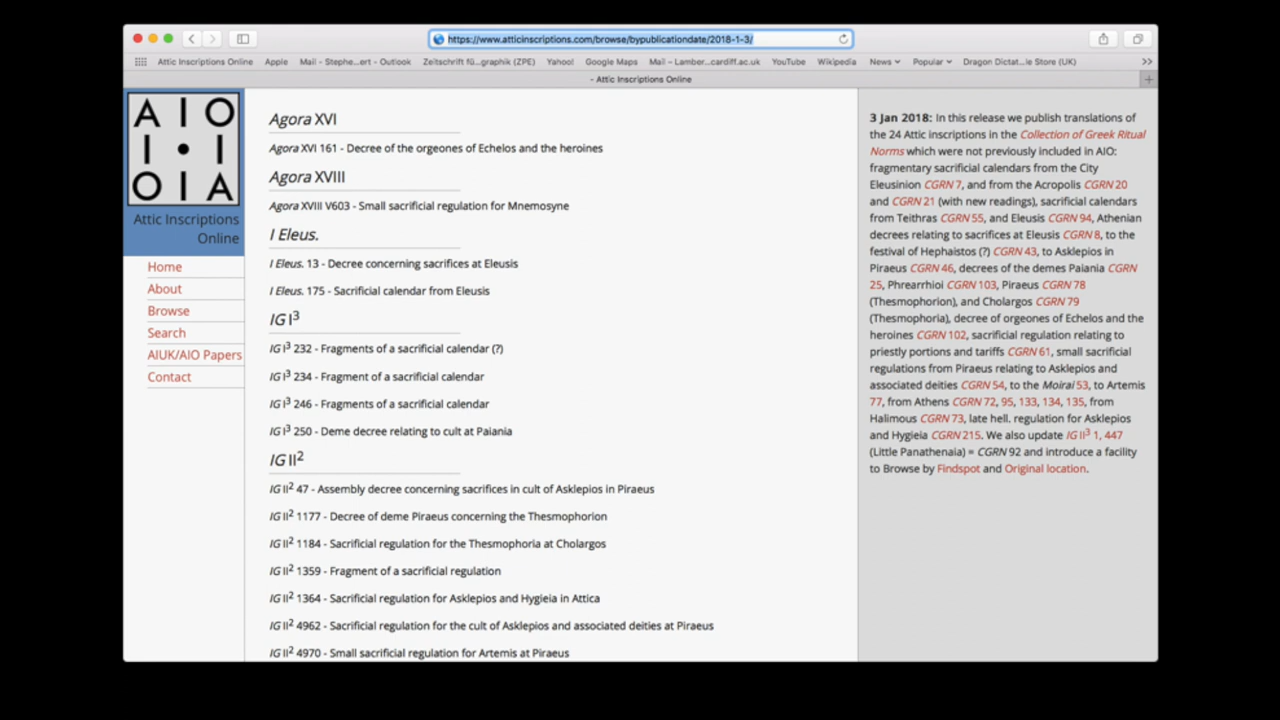 https://www.atticinscriptions.com/browse/bypublicationdate/2018-1-3/
Attic Inscriptions Online Apple Mail - Stephe...ert - Outlook Zeitschrift fü...graphik (ZPE) Yahoo! Google Maps Mail – Lamber...cardiff.ac.uk YouTube Wikipedia News Popular Dragon Dictat...le Store (UK) >>
- Attic Inscriptions Online
A I O
I • I
O I A
Attic Inscriptions
Online
Home
About
Browse
Search
AIUK/AIO Papers
Contact
Agora XVI
Agora XVI 161 - Decree of the orgeones of Echelos and the heroines
Agora XVIII
Agora XVIII V603 - Small sacrificial regulation for Mnemosyne
I Eleus.
I Eleus. 13 - Decree concerning sacrifices at Eleusis
I Eleus. 175 - Sacrificial calendar from Eleusis
IG I³
IG I³ 232 - Fragments of a sacrificial calendar (?)
IG I³ 234 - Fragment of a sacrificial calendar
IG I³ 246 - Fragments of a sacrificial calendar
IG I³ 250 - Deme decree relating to cult at Paiania
IG II²
IG II² 47 - Assembly decree concerning sacrifices in cult of Asklepios in Piraeus
IG II² 1177 - Decree of deme Piraeus concerning the Thesmophorion
IG II² 1184 - Sacrificial regulation for the Thesmophoria at Cholargos
IG II² 1359 - Fragment of a sacrificial regulation
IG II² 1364 - Sacrificial regulation for Asklepios and Hygieia in Attica
IG II² 4962 - Sacrificial regulation for the cult of Asklepios and associated deities at Piraeus
IG II² 4970 - Small sacrificial regulation for Artemis at Piraeus
3 Jan 2018: In this release we publish translations of
the 24 Attic inscriptions in the Collection of Greek Ritual
Norms which were not previously included in AIO:
fragmentary sacrificial calendars from the City
Eleusinion CGRN 7, and from the Acropolis CGRN 20
and CGRN 21 (with new readings), sacrificial calendars
from Teithras CGRN 55, and Eleusis CGRN 94, Athenian
decrees relating to sacrifices at Eleusis CGRN 8, to the
festival of Hephaistos (?) CGRN 43, to Asklepios in
Piraeus CGRN 46, decrees of the demes Paiania CGRN
25, Phrearrhioi CGRN 103, Piraeus CGRN 78
(Thesmophorion), and Cholargos CGRN 79
(Thesmophoria), decree of orgeones of Echelos and the
heroines CGRN 102, sacrificial regulation relating to
priestly portions and tariffs CGRN 61, small sacrificial
regulations from Piraeus relating to Asklepios and
associated deities CGRN 54, to the Moirai 53, to Artemis
77, from Athens CGRN 72, 95, 133, 134, 135, from
Halimous CGRN 73, late hell. regulation for Asklepios
and Hygieia CGRN 215. We also update IG II³ 1, 447
(Little Panathenaia) = CGRN 92 and introduce a facility
to Browse by Findspot and Original location.